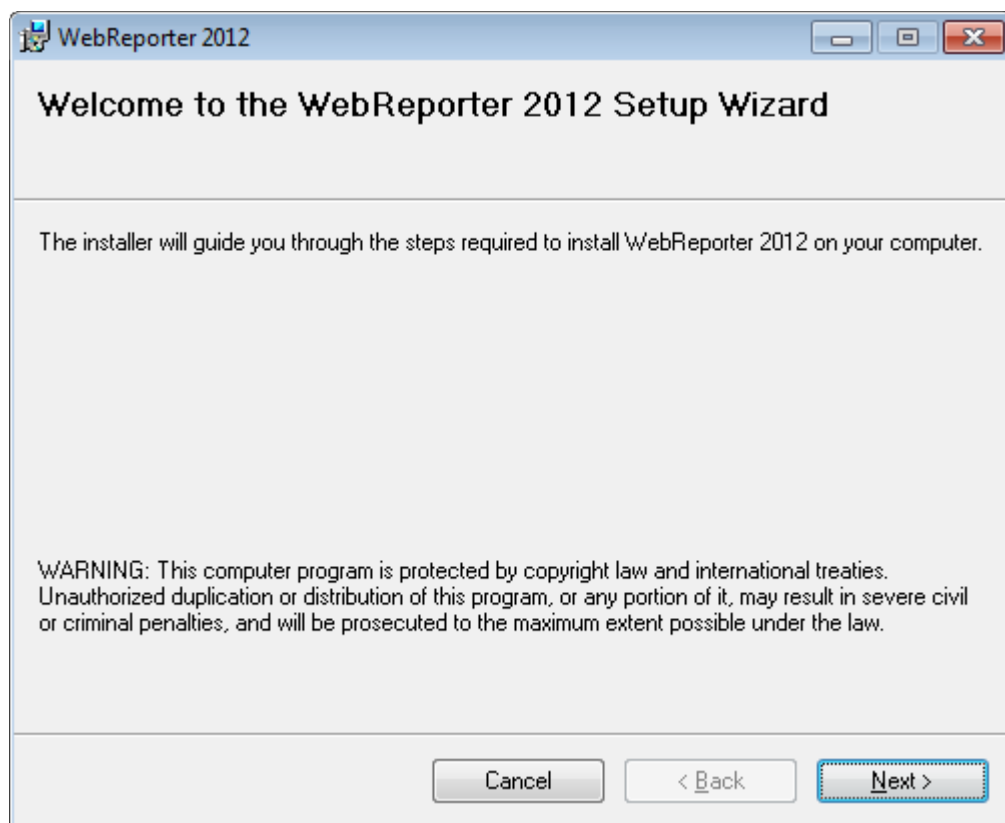 WebReporter 2012
Welcome to the WebReporter 2012 Setup Wizard
The installer will guide you through the steps required to install WebReporter 2012 on your computer.
WARNING: This computer program is protected by copyright law and international treaties.
Unauthorized duplication or distribution of this program, or any portion of it, may result in severe civil
or criminal penalties, and will be prosecuted to the maximum extent possible under the law.
Cancel
< Back
Next >